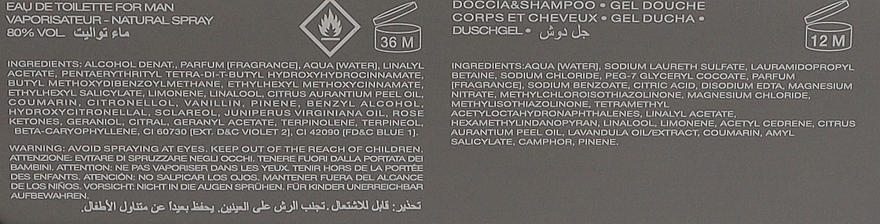 EAU DE TOILETTE FOR MAN
VAPORISATEUR - NATURAL SPRAY
80% VOL. ماء تواليت
36 M
INGREDIENTS: ALCOHOL DENAT., PARFUM [FRAGRANCE], AQUA [WATER], LINALYL
ACETATE, PENTAERYTHRITYL TETRA-DI-T-BUTYL HYDROXYHYDROCINNAMATE,
BUTYL METHOXYDIBENZOYLMETHANE, ETHYLHEXYL METHOXYCINNAMATE,
ETHYLHEXYL SALICYLATE, LIMONENE, LINALOOL, CITRUS AURANTIUM PEEL OIL,
COUMARIN, CITRONELLOL, VANILLIN, PINENE, BENZYL ALCOHOL,
HYDROXYCITRONELLAL, SCLAREOL, JUNIPERUS VIRGINIANA OIL, ROSE
KETONES, GERANIOL, CITRAL, GERANYL ACETATE, TERPINOLENE, TERPINEOL,
BETA-CARYOPHYLLENE, CI 60730 [EXT. D&C VIOLET 2], CI 42090 [FD&C BLUE 1].
WARNING: AVOID SPRAYING AT EYES. KEEP OUT OF THE REACH OF CHILDREN.
ATTENZIONE: EVITARE DI SPRUZZARE NEGLI OCCHI. TENERE FUORI DALLA PORTATA DEI
BAMBINI. ATTENTION: NE PAS VAPORISER DANS LES YEUX. TENIR HORS DE LA PORTÉE
DES ENFANTS. ATENCIÓN: NO SALPICAR LOS OJOS. MANTENER FUERA DEL ALCANCE
DE LOS NIÑOS. VORSICHT: NICHT IN DIE AUGEN SPRÜHEN. FÜR KINDER UNERREICHBAR
AUFBEWAHREN.
تحذير: قابل للاشتعال. تجنب الرش على العينين. يحفظ بعيداً عن متناول الأطفال.
DOCCIA&SHAMPOO • GEL DOUCHE
CORPS ET CHEVEUX • GEL DUCHA •
DUSCHGEL • جل دوش
12 M
INGREDIENTS:AQUA [WATER], SODIUM LAURETH SULFATE, LAURAMIDOPROPYL
BETAINE, SODIUM CHLORIDE, PEG-7 GLYCERYL COCOATE, PARFUM
[FRAGRANCE], SODIUM BENZOATE, CITRIC ACID, DISODIUM EDTA, MAGNESIUM
NITRATE, METHYLCHLOROISOTHIAZOLINONE, MAGNESIUM CHLORIDE,
METHYLISOTHIAZOLINONE, TETRAMETHYL
ACETYLOCTAHYDRONAPHTHALENES, LINALYL ACETATE,
HEXAMETHYLINDANOPYRAN, LINALOOL, LIMONENE, ACETYL CEDRENE, CITRUS
AURANTIUM PEEL OIL, LAVANDULA OIL/EXTRACT, COUMARIN, AMYL
SALICYLATE, CAMPHOR, PINENE.